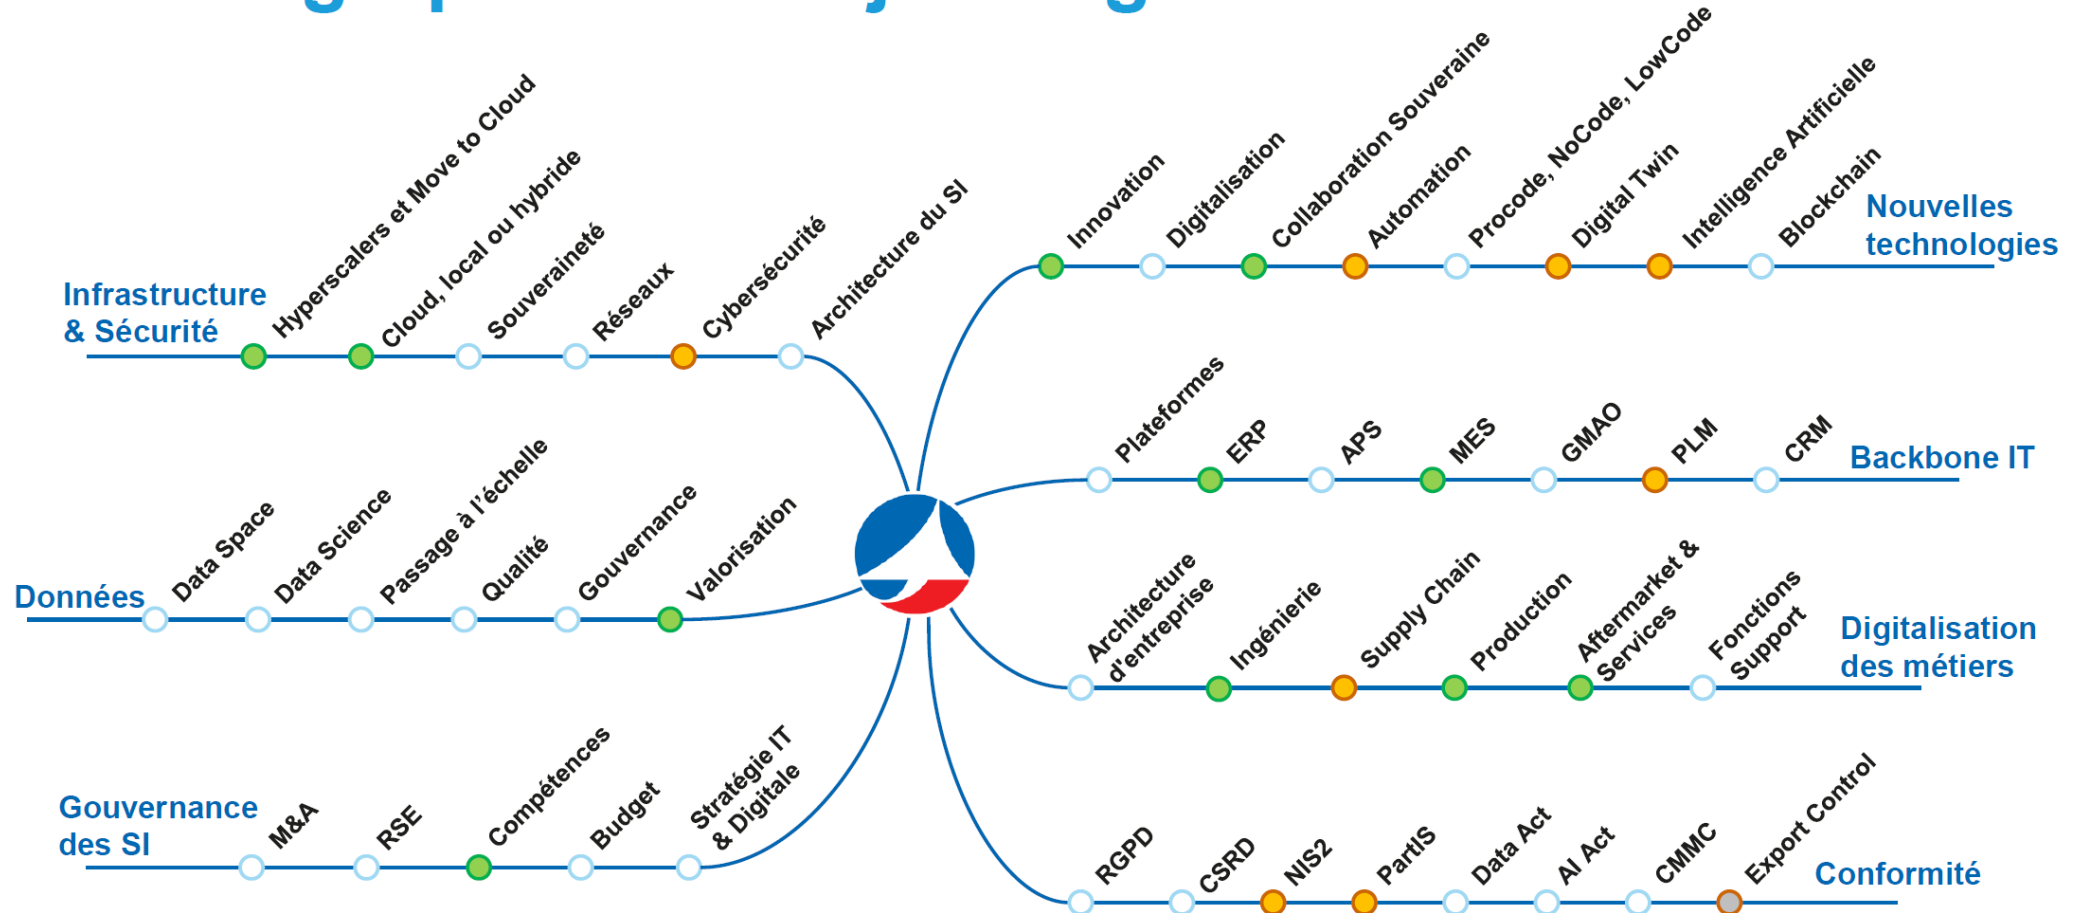 Infrastructure
& Sécurité
Hyperscalers et Move to Cloud
Cloud, local ou hybride
Souveraineté
Réseaux
Cybersécurité
Architecture du SI
Innovation
Digitalisation
Collaboration Souveraine
Automation
Procode, NoCode, LowCode
Digital Twin
Intelligence Artificielle
Blockchain
Nouvelles
technologies
Plateformes
ERP
APS
MES
GMAO
PLM
CRM
Backbone IT
Données
Data Space
Data Science
Passage à l'échelle
Qualité
Gouvernance
Valorisation
Architecture
d'entreprise
Ingénierie
Supply Chain
Production
Aftermarket &
Services
Fonctions
Support
Digitalisation
des métiers
Gouvernance
des SI
M&A
RSE
Compétences
Budget
Stratégie IT
& Digitale
RGPD
CSRD
NIS2
PartIS
Data Act
AI Act
CMMC
Export Control
Conformité